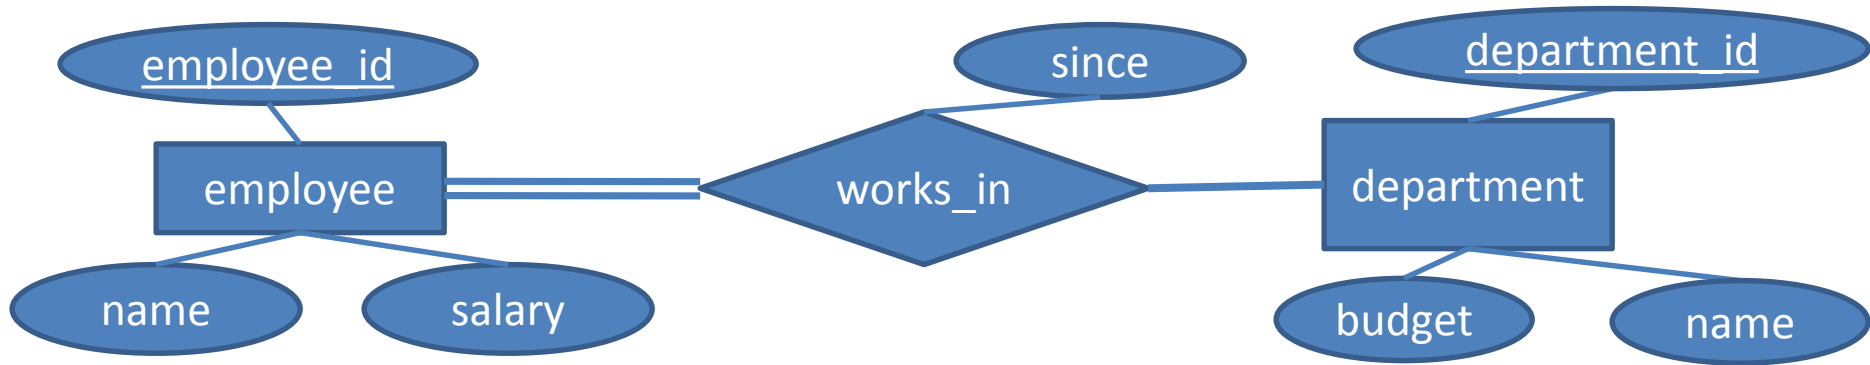 employee_id
since
department_id
employee
works_in
department
name
salary
budget
name